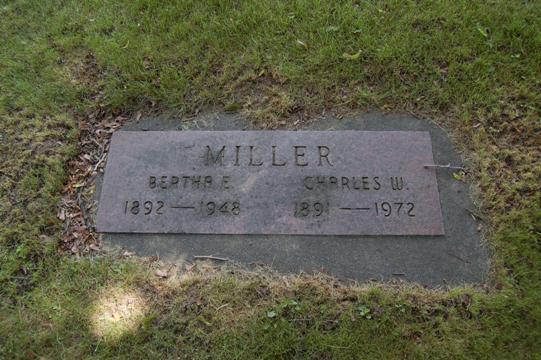 MILLER
BERTHA E. CHARLES W.
1892 — 1948 1891 — 1972